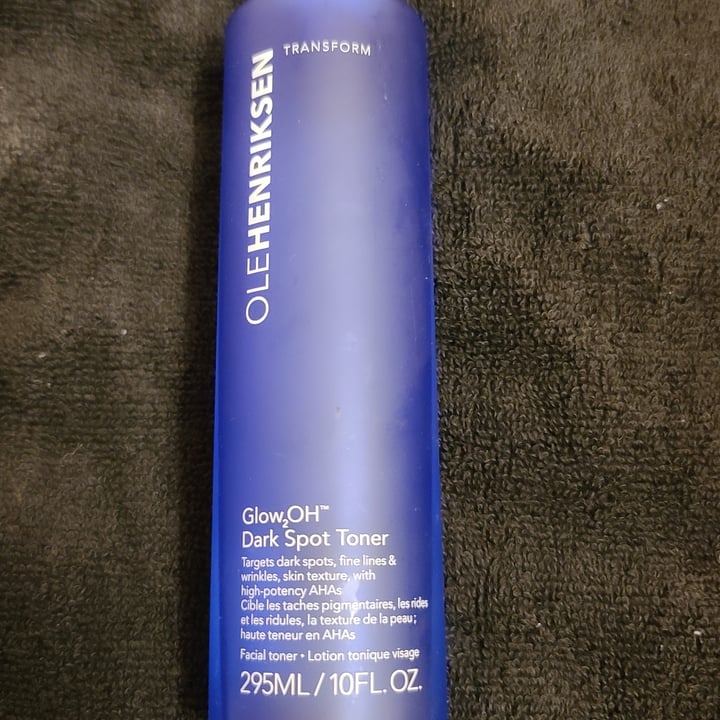 TRANSFORM
OLEHENRIKSEN
Glow₂OH™
Dark Spot Toner
Targets dark spots, fine lines &
wrinkles, skin texture, with
high-potency AHAs
Cible les taches pigmentaires, les rides
et les ridules, la texture de la peau;
haute teneur en AHAs
Facial toner • Lotion tonique visage
295ML/10FL. OZ.